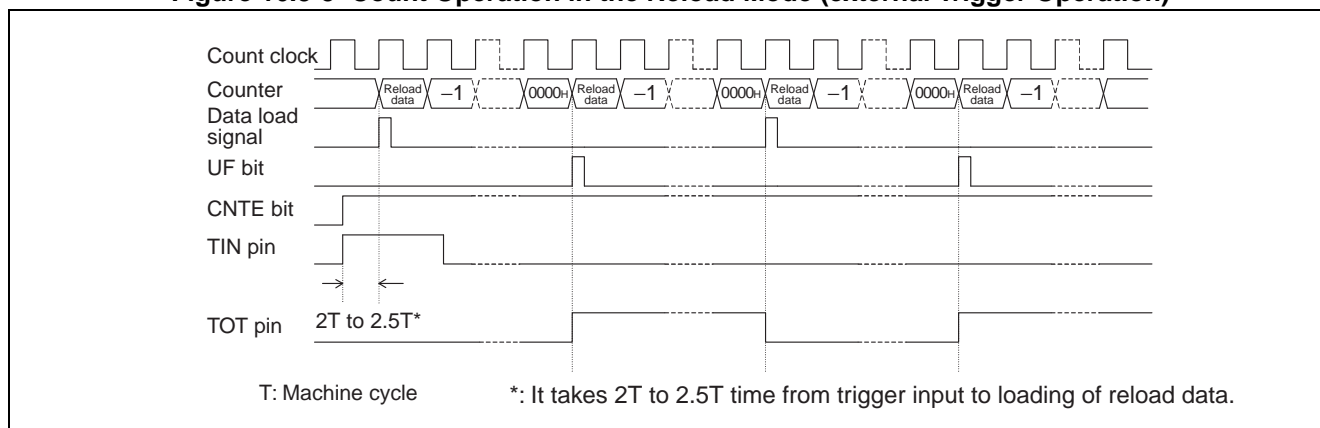 Figure 16.5-3 Count Operation in the Reload Mode (external Trigger Operation)
Count clock
Counter Reload data −1 0000H Reload data −1 0000H Reload data −1 0000H Reload data −1
Data load signal
UF bit
CNTE bit
TIN pin
2T to 2.5T*
TOT pin
T: Machine cycle *: It takes 2T to 2.5T time from trigger input to loading of reload data.